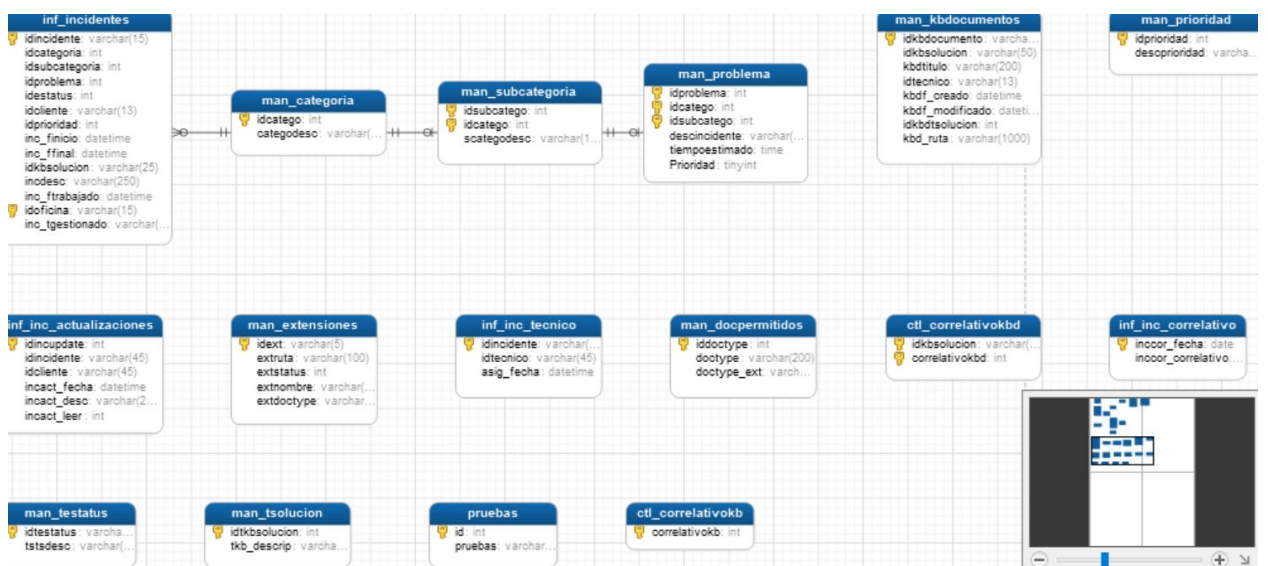 inf_incidentes
idincidente: varchar(15)
idcategoria: int
idsubcategoria: int
idproblema: int
idestatus: int
idcliente: varchar(13)
idprioridad: int
inc_finicio: datetime
inc_ffinal: datetime
idkbsolucion: varchar(25)
incdesc: varchar(250)
inc_ftrabajado: datetime
idoficina: varchar(15)
inc_tgestionado: varchar(...
man_categoria
idcatego: int
categodesc: varchar(...
man_subcategoria
idsubcatego: int
idcatego: int
scategodesc: varchar(1...
man_problema
idproblema: int
idcatego: int
idsubcatego: int
descincidente: varchar(...
tiempoestimado: time
Prioridad: tinyint
man_kbdocumentos
idkbdocumento: varcha...
idkbsolucion: varchar(50)
kbdtitulo: varchar(200)
idtecnico: varchar(13)
kbdf_creado: datetime
kbdf_modificado: dateti...
idkbdtsolucion: int
kbd_ruta: varchar(1000)
man_prioridad
idprioridad: int
descprioridad: varcha...
inf_inc_actualizaciones
idincupdate: int
idincidente: varchar(45)
idcliente: varchar(45)
incact_fecha: datetime
incact_desc: varchar(2...
incact_leer: int
man_extensiones
idext: varchar(5)
extruta: varchar(100)
extstatus: int
extnombre: varchar(...
extdoctype: varchar...
inf_inc_tecnico
idincidente: varchar(...
idtecnico: varchar(45)
asig_fecha: datetime
man_docpermitidos
iddoctype: int
doctype: varchar(200)
doctype_ext: varch...
ctl_correlativokbd
idkbsolucion: varchar(...
correlativokbd: int
inf_inc_correlativo
inccor_fecha: date
inccor_correlativo:...
man_testatus
idtestatus: varcha...
tstsdesc: varchar(...
man_tsolucion
idtkbsolucion: int
tkb_descrip: varcha...
pruebas
id: int
pruebas: varchar...
ctl_correlativokb
correlativokb: int